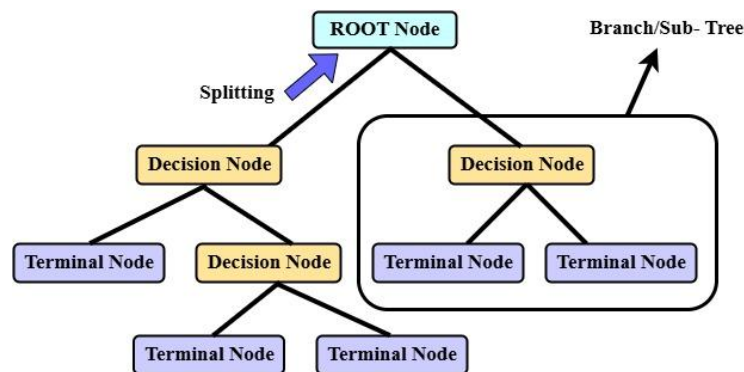 ROOT Node
Branch/Sub- Tree
Splitting
Decision Node
Decision Node
Terminal Node
Decision Node
Terminal Node
Terminal Node
Terminal Node
Terminal Node